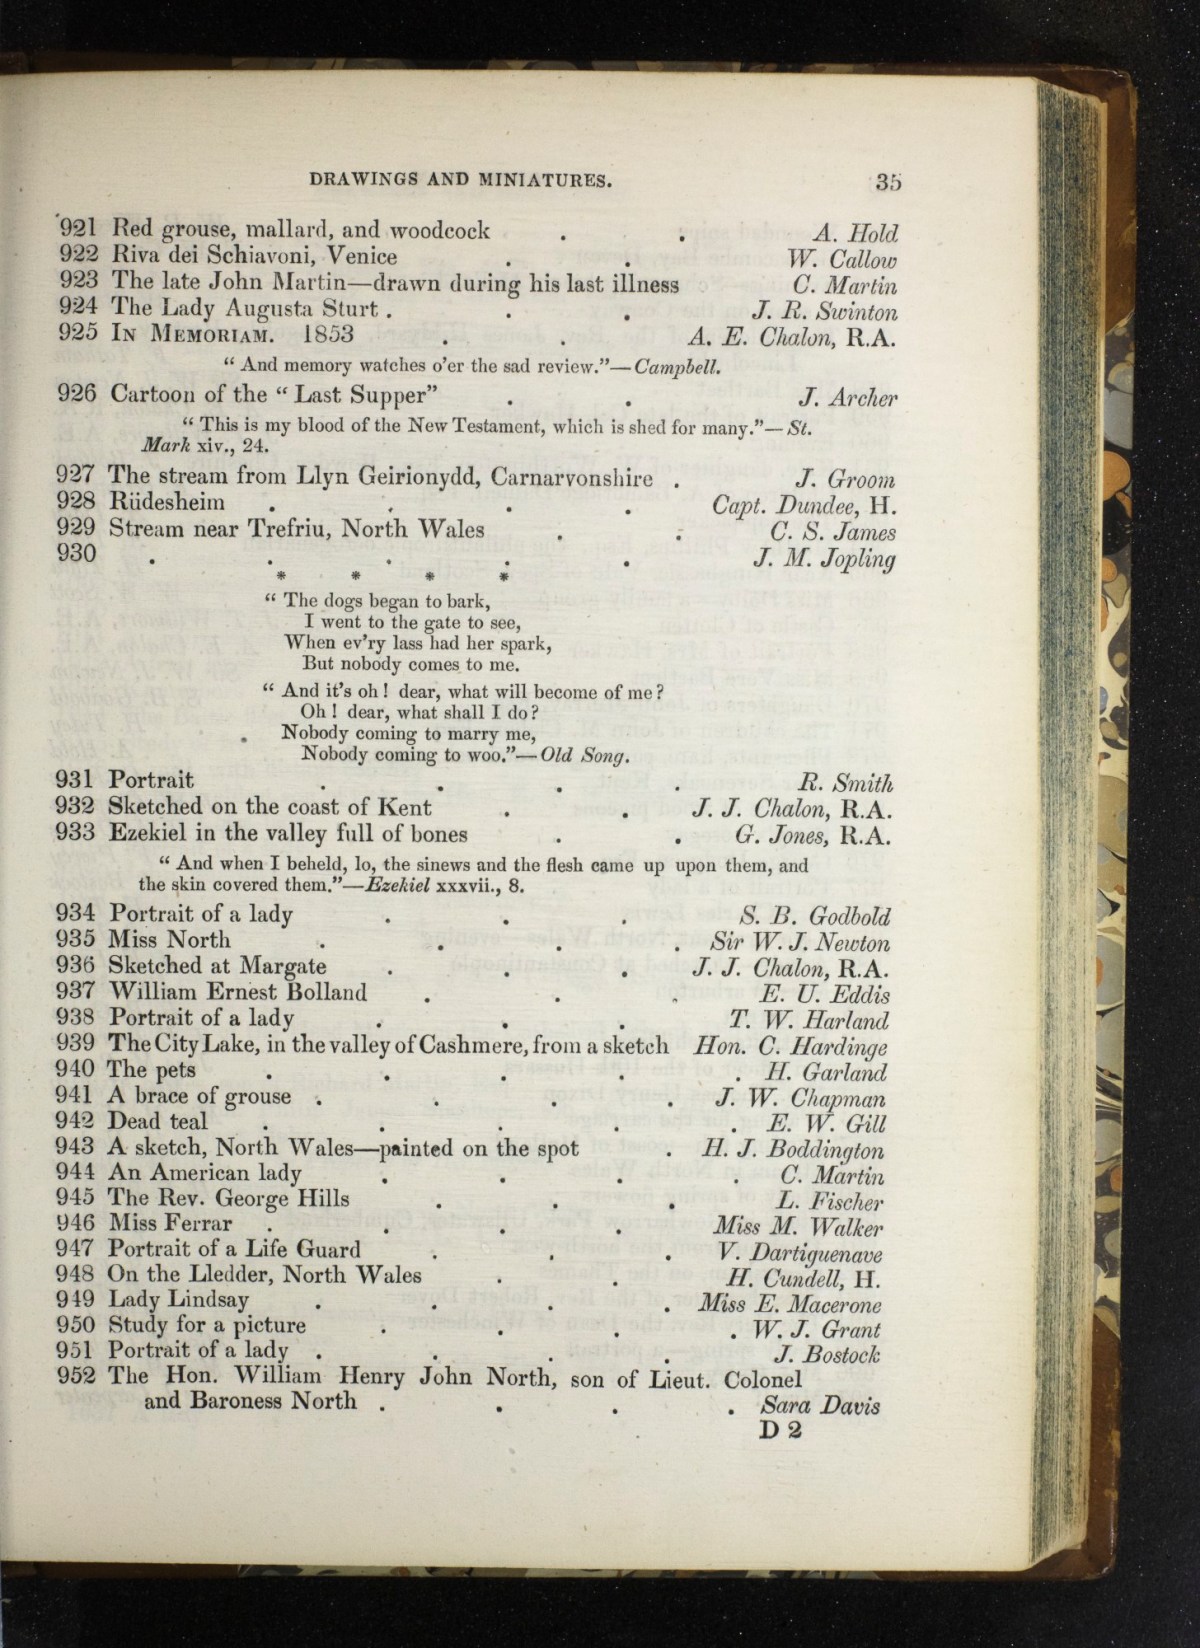 DRAWINGS AND MINIATURES. 35
921 Red grouse, mallard, and woodcock . . A. Hold
922 Riva dei Schiavoni, Venice . . W. Callow
923 The late John Martin—drawn during his last illness C. Martin
924 The Lady Augusta Sturt . . . J. R. Swinton
925 IN MEMORIAM. 1853 . . A. E. Chalon, R.A.
“ And memory watches o'er the sad review.”—Campbell.
926 Cartoon of the “ Last Supper” . . J. Archer
“ This is my blood of the New Testament, which is shed for many.”—St.
Mark xiv., 24.
927 The stream from Llyn Geirionydd, Carnarvonshire . J. Groom
928 Rüdesheim . . . . Capt. Dundee, H.
929 Stream near Trefriu, North Wales . . C. S. James
930 . . . . . J. M. Jopling
* * * *
“ The dogs began to bark,
I went to the gate to see,
When ev'ry lass had her spark,
But nobody comes to me.
“ And it's oh! dear, what will become of me?
Oh! dear, what shall I do?
Nobody coming to marry me,
Nobody coming to woo.”—Old Song.
931 Portrait . . . . R. Smith
932 Sketched on the coast of Kent . . J. J. Chalon, R.A.
933 Ezekiel in the valley full of bones . . G. Jones, R.A.
“ And when I beheld, lo, the sinews and the flesh came up upon them, and
the skin covered them.”—Ezekiel xxxvii., 8.
934 Portrait of a lady . . . S. B. Godbold
935 Miss North . . . . Sir W. J. Newton
936 Sketched at Margate . . . J. J. Chalon, R.A.
937 William Ernest Bolland . . . E. U. Eddis
938 Portrait of a lady . . . T. W. Harland
939 The City Lake, in the valley of Cashmere, from a sketch Hon. C. Hardinge
940 The pets . . . . . H. Garland
941 A brace of grouse . . . . J. W. Chapman
942 Dead teal . . . . . E. W. Gill
943 A sketch, North Wales—painted on the spot . H. J. Boddington
944 An American lady . . . . C. Martin
945 The Rev. George Hills . . . L. Fischer
946 Miss Ferrar . . . . Miss M. Walker
947 Portrait of a Life Guard . . . V. Dartiguenave
948 On the Lledder, North Wales . . H. Cundell, H.
949 Lady Lindsay . . . . Miss E. Macerone
950 Study for a picture . . . . W. J. Grant
951 Portrait of a lady . . . . J. Bostock
952 The Hon. William Henry John North, son of Lieut. Colonel
and Baroness North . . . . Sara Davis
D 2